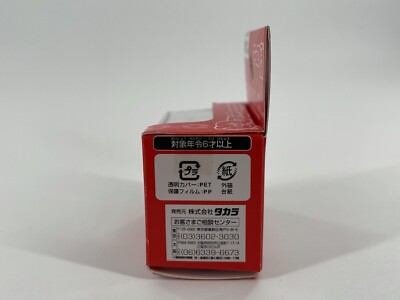 対象年令6才以上
プラ
紙
透明カバー:PET
保護フィルム:PP
外箱
台紙
発売元 株式会社タカラ
お客さまご相談センター
(03)3602-3030
(06)6339-6673